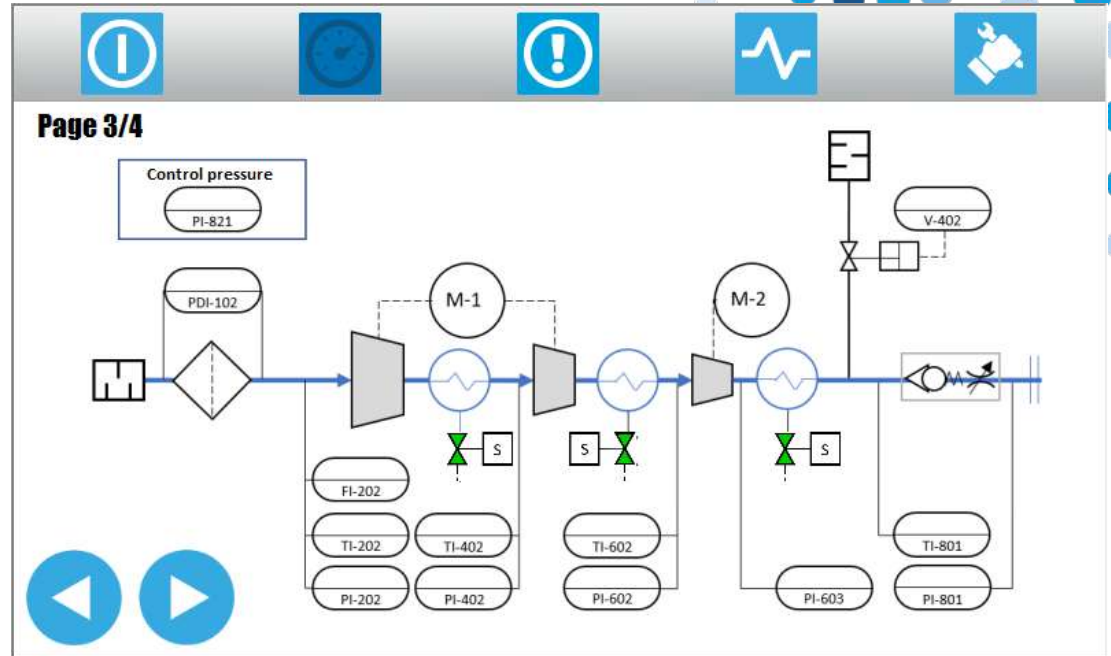 Page 3/4
Control pressure
PI-821
V-402
PDI-102
M-1
M-2
S
S
S
FI-202
TI-202
TI-402
TI-602
TI-801
PI-202
PI-402
PI-602
PI-603
PI-801